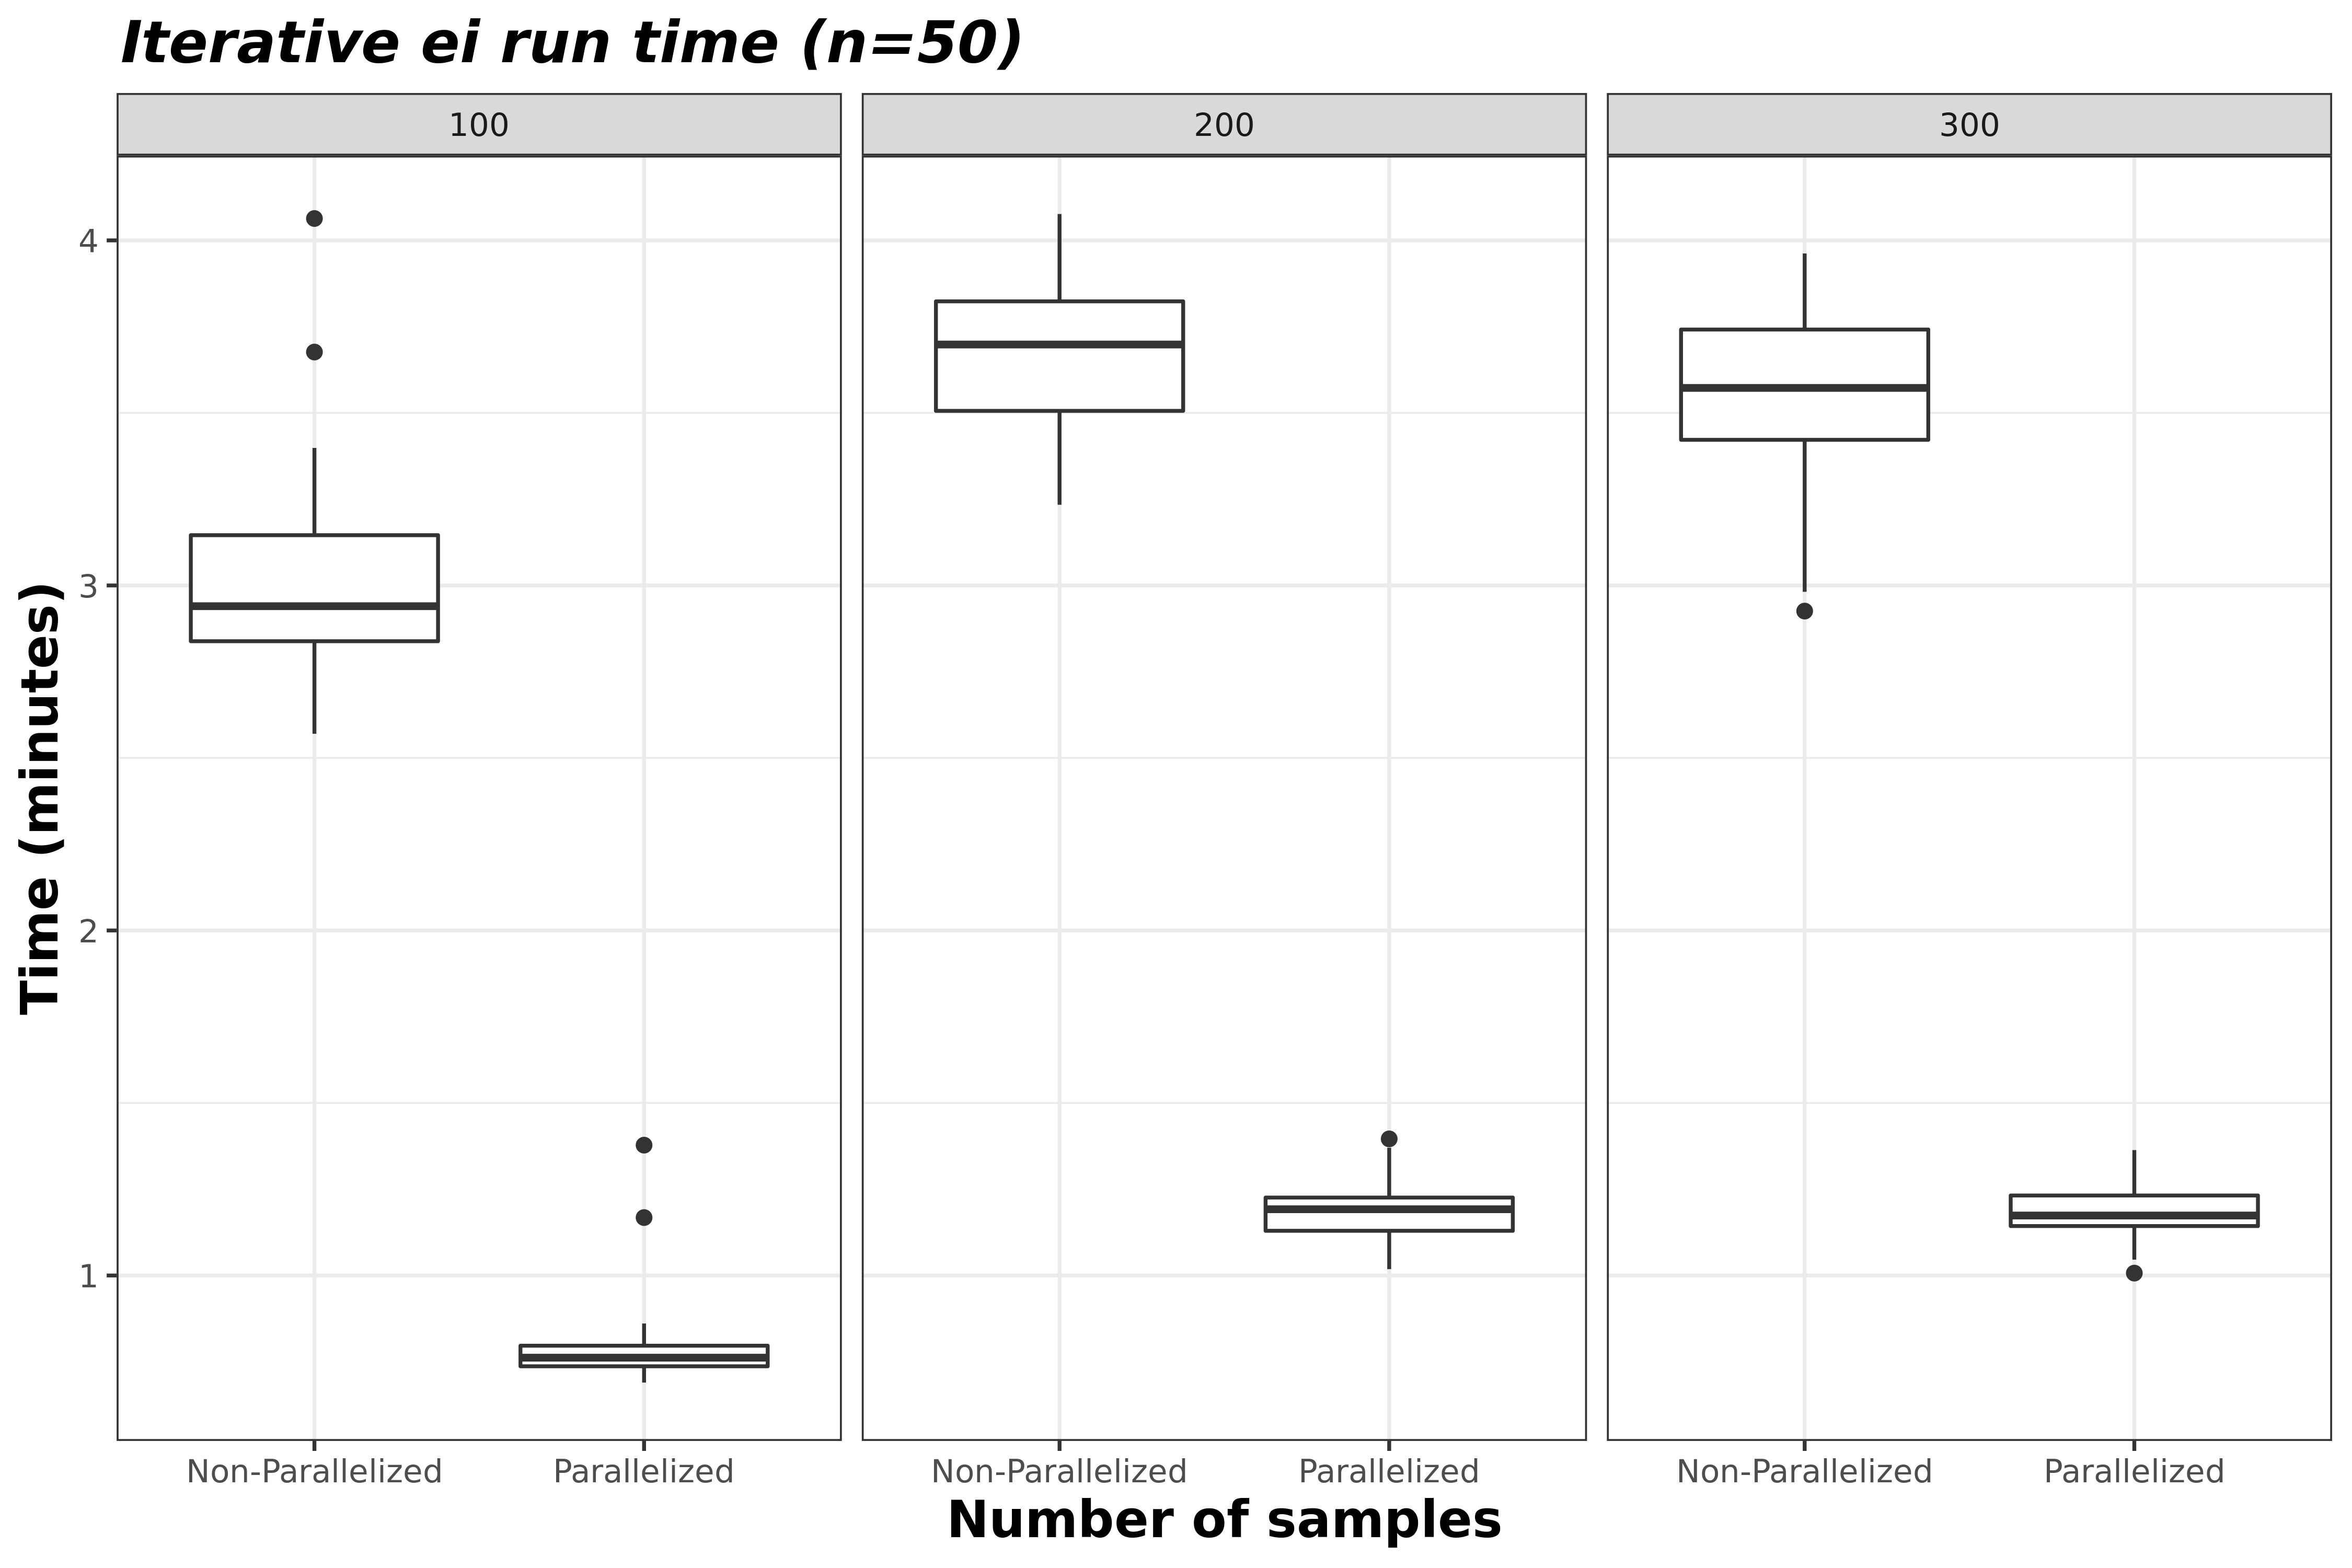 Iterative ei run time (n=50)
100 200 300
4
3
2
1
Time (minutes)
Non-Parallelized Parallelized Non-Parallelized Parallelized Non-Parallelized Parallelized
Number of samples